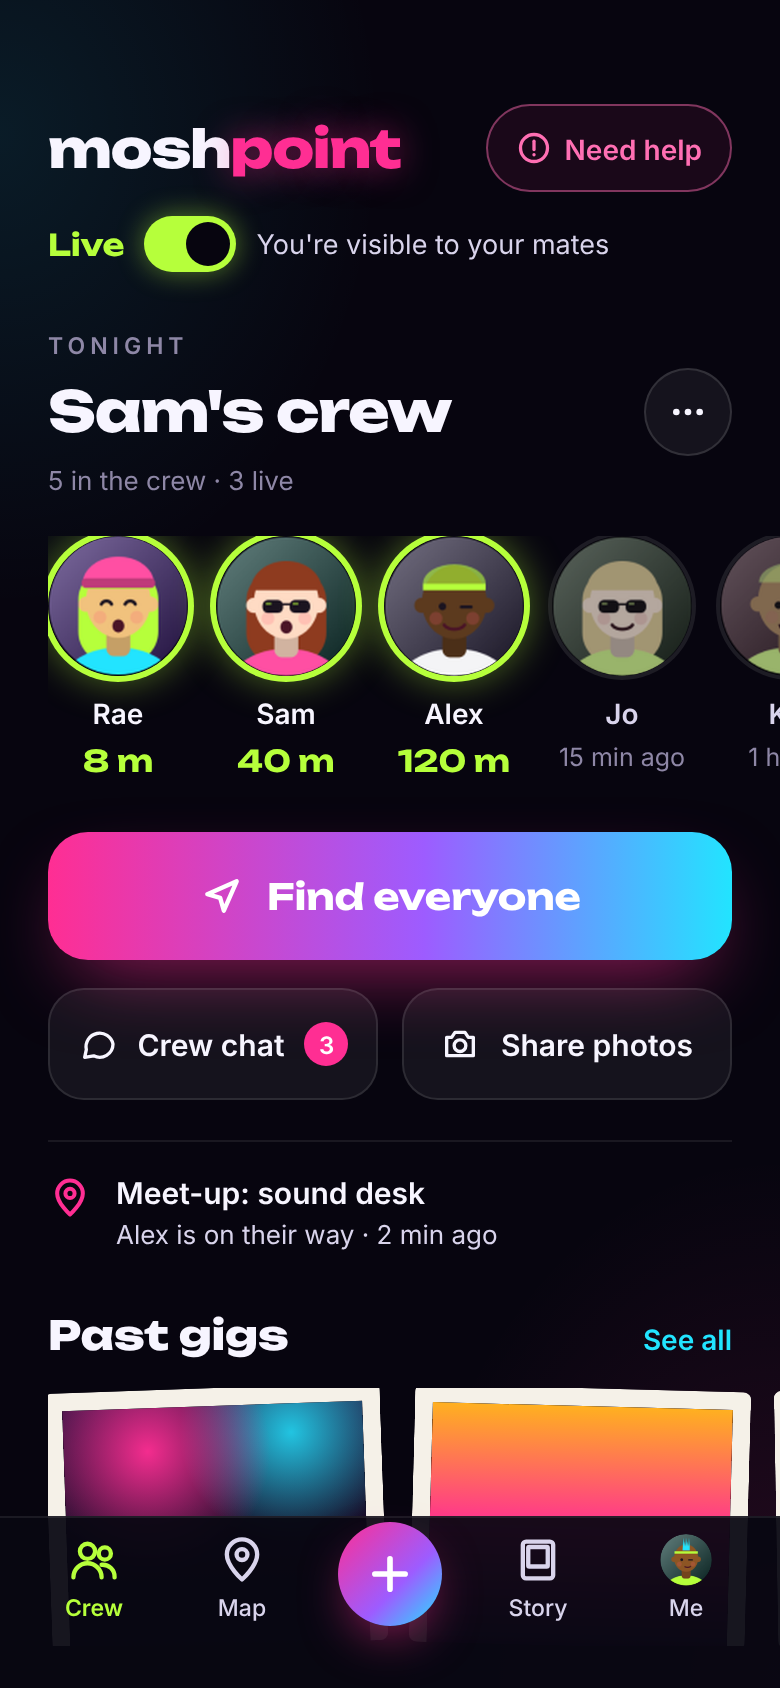 moshpoint
Need help
Live
You're visible to your mates
TONIGHT
Sam's crew
5 in the crew · 3 live
Rae
Sam
Alex
Jo
8 m
40 m
120 m
15 min ago
Find everyone
Crew chat 3
Share photos
Meet-up: sound desk
Alex is on their way · 2 min ago
Past gigs
See all
Crew
Map
Story
Me